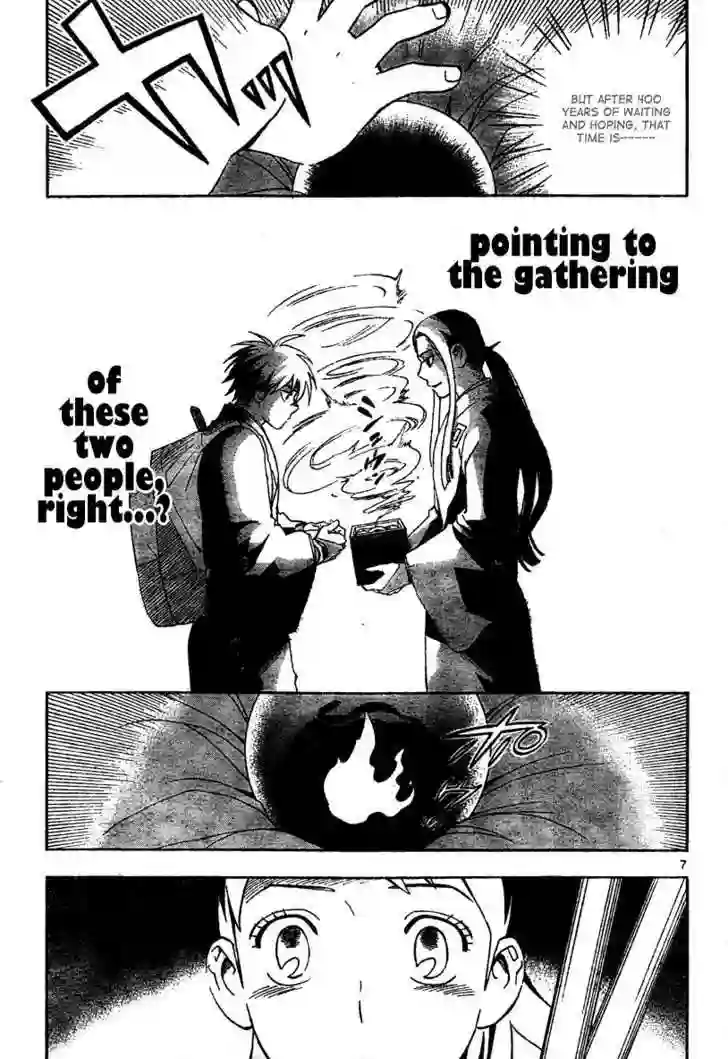 BUT AFTER 400
YEARS OF WAITING
AND HOPING, THAT
TIME IS-----
pointing to
the gathering
of
these
two
people,
right...?
7